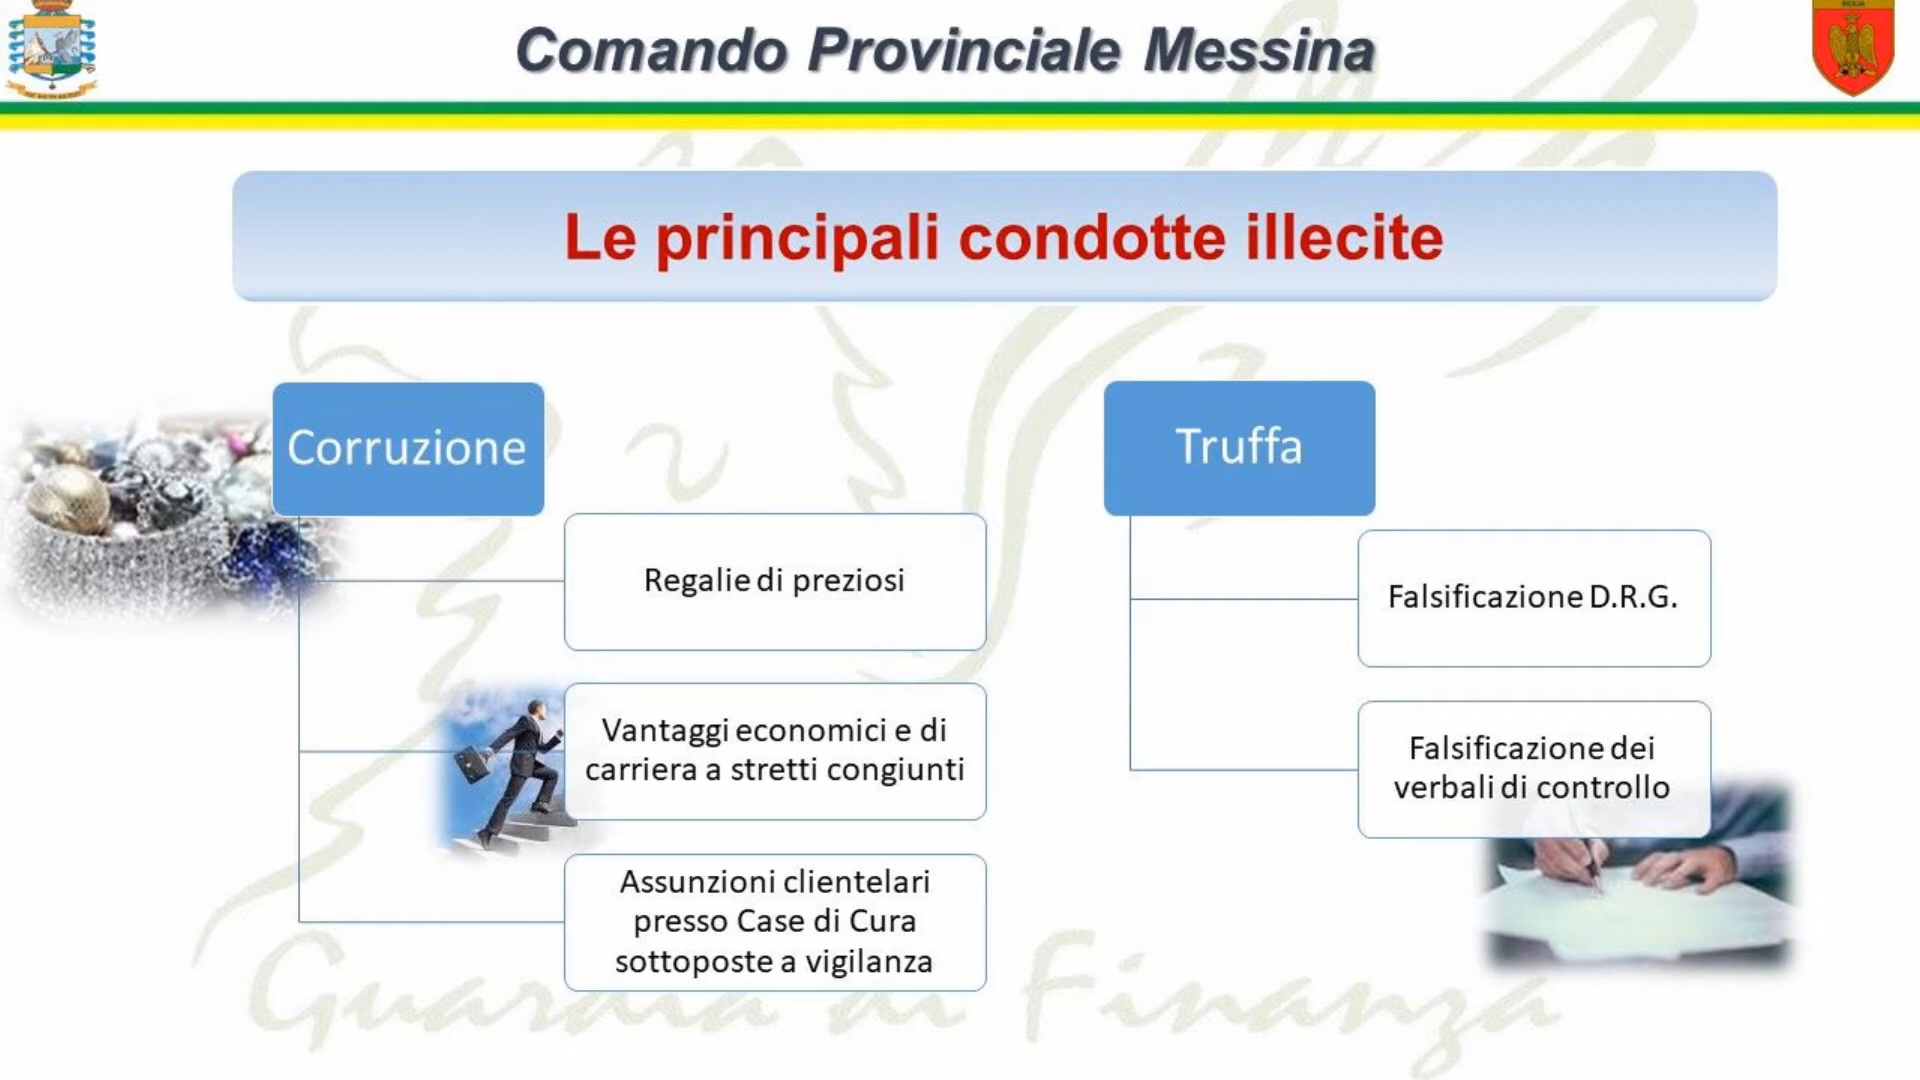 SICILIA
Comando Provinciale Messina
Le principali condotte illecite
Corruzione
Regalie di preziosi
Vantaggi economici e di
carriera a stretti congiunti
Assunzioni clientelari
presso Case di Cura
sottoposte a vigilanza
Truffa
Falsificazione D.R.G.
Falsificazione dei
verbali di controllo
Guardia di Finanza